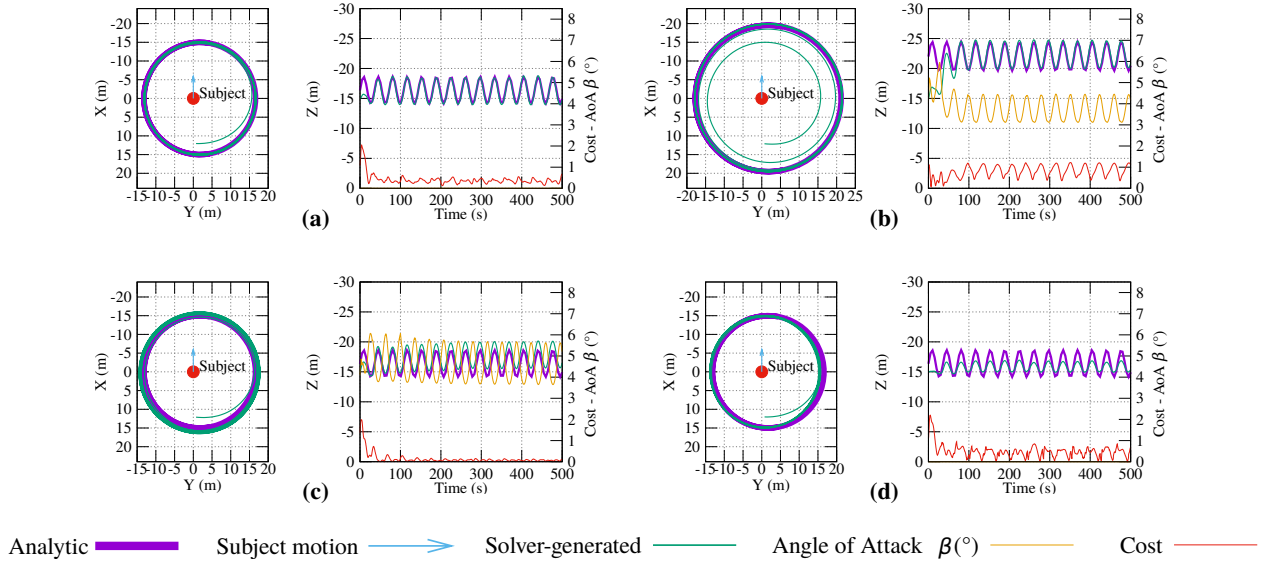 -20
-15
-10
-5
0
5
10
15
20
X (m)
Subject
-15-10 -5 0 5 10 15 20
Y (m)
-30
-25
-20
-15
-10
-5
0
Z (m)
8
7
6
5
4
3
2
1
0
Cost - AoA β (°)
0 100 200 300 400 500
Time (s)
(a)
-20
-15
-10
-5
0
5
10
15
20
X (m)
Subject
-20-15-10 -5 0 5 10 15 20 25
Y (m)
-30
-25
-20
-15
-10
-5
0
Z (m)
8
7
6
5
4
3
2
1
0
Cost - AoA β (°)
0 100 200 300 400 500
Time (s)
(b)
-20
-15
-10
-5
0
5
10
15
20
X (m)
Subject
-15-10 -5 0 5 10 15 20
Y (m)
-30
-25
-20
-15
-10
-5
0
Z (m)
8
7
6
5
4
3
2
1
0
Cost - AoA β (°)
0 100 200 300 400 500
Time (s)
(c)
-20
-15
-10
-5
0
5
10
15
20
X (m)
Subject
-15-10 -5 0 5 10 15 20
Y (m)
-30
-25
-20
-15
-10
-5
0
Z (m)
8
7
6
5
4
3
2
1
0
Cost - AoA β (°)
0 100 200 300 400 500
Time (s)
(d)
Analytic Subject motion Solver-generated Angle of Attack β(°) Cost